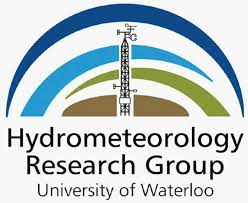 Hydrometeorology
Research Group
University of Waterloo